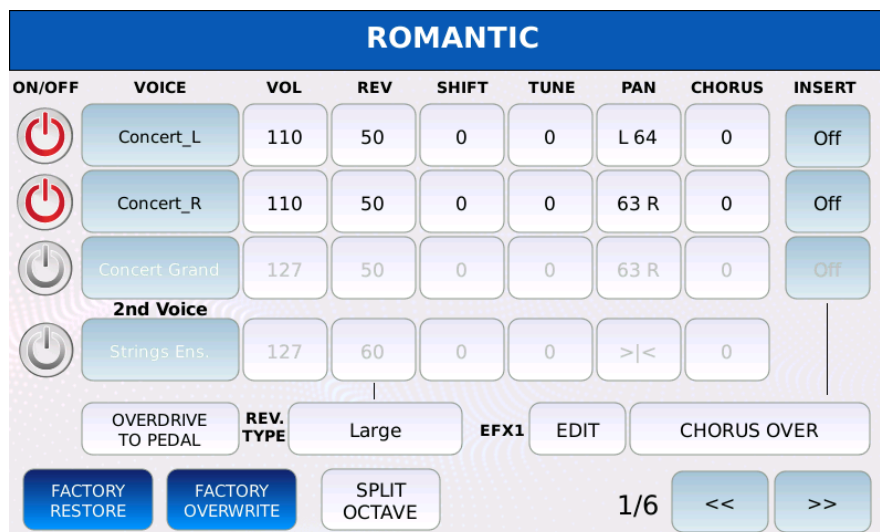 ROMANTIC
ON/OFF VOICE VOL REV SHIFT TUNE PAN CHORUS INSERT
Concert_L 110 50 0 0 L 64 0 Off
Concert_R 110 50 0 0 63 R 0 Off
Concert Grand 127 50 0 0 63 R 0 Off
2nd Voice
Strings Ens. 127 60 0 0 >|< 0
OVERDRIVE
TO PEDAL
REV.
TYPE
Large
EFX1
EDIT
CHORUS OVER
FACTORY
RESTORE
FACTORY
OVERWRITE
SPLIT
OCTAVE
1/6
<<
>>